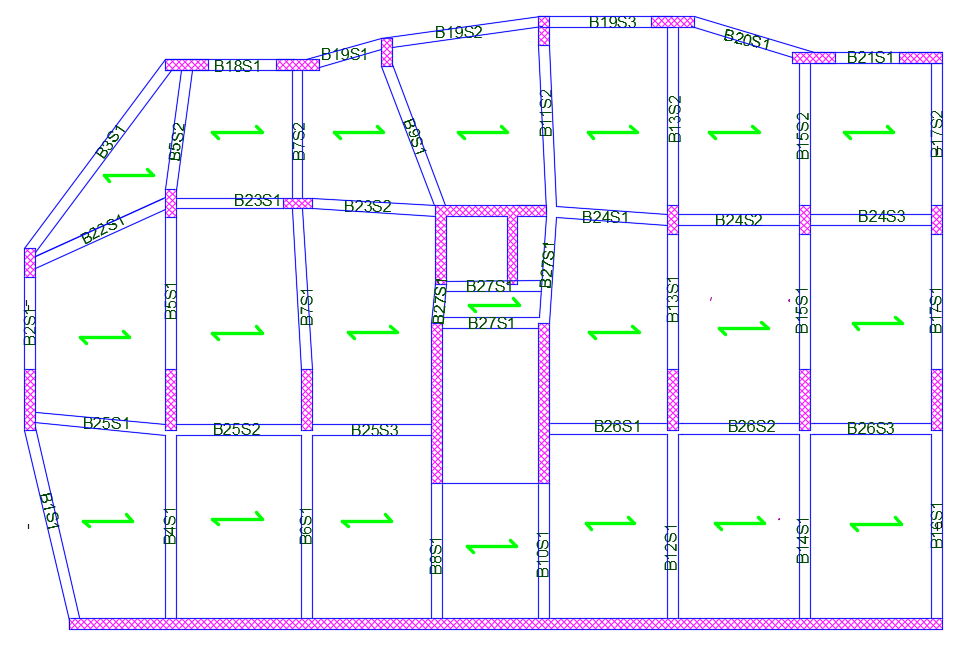 B19S3
B19S2
B20S1
B19S1
B21S1
B18S1
B3S1
B5S2
B7S2
B9S1
B11S2
B13S2
B15S2
B17S2
B23S1
B23S2
B24S1
B24S2
B24S3
B22S1
B27S1
B27S1
B27S1
B27S1
B2S1
B5S1
B7S1
B13S1
B15S1
B17S1
B25S1
B25S2
B25S3
B26S1
B26S2
B26S3
B1S1
B4S1
B6S1
B8S1
B10S1
B12S1
B14S1
B16S1